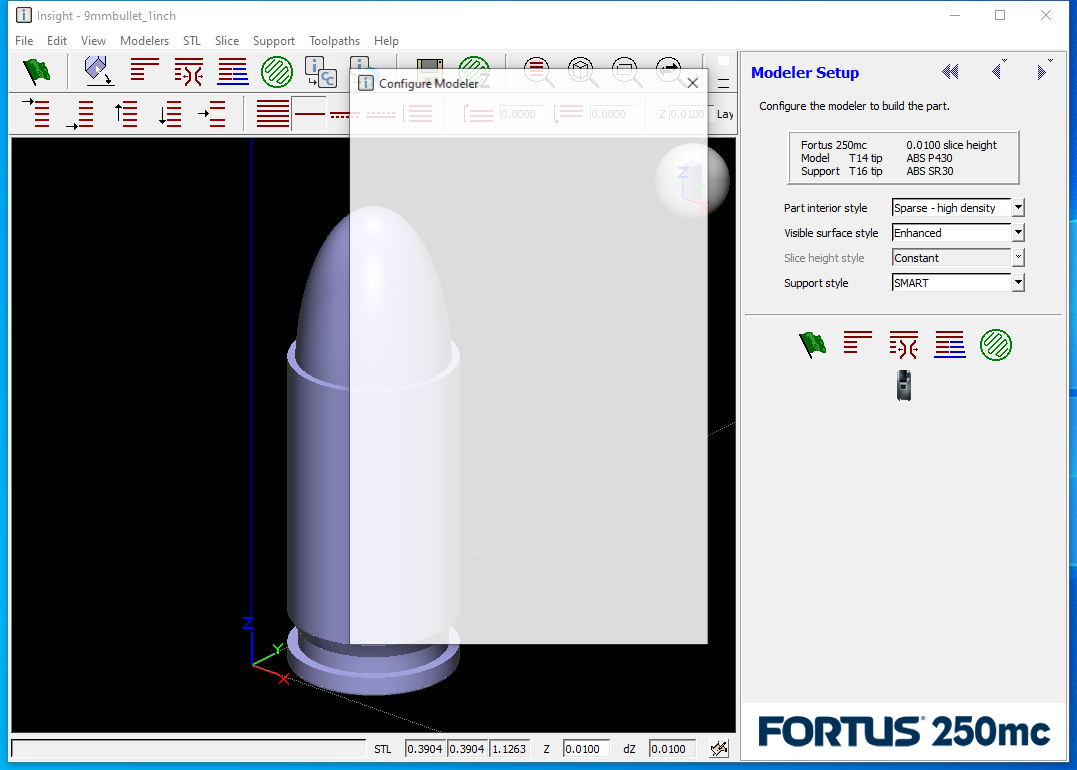 Insight - 9mmbullet_1inch
File Edit View Modelers STL Slice Support Toolpaths Help
Configure Modeler
0.0000
0.0000
Z 0.0100
Lay
Z
Z
Y
X
STL 0.3904 0.3904 1.1263 Z 0.0100 dZ 0.0100
Modeler Setup
Configure the modeler to build the part.
Fortus 250mc 0.0100 slice height
Model T14 tip ABS P430
Support T16 tip ABS SR30
Part interior style Sparse - high density
Visible surface style Enhanced
Slice height style Constant
Support style SMART
FORTUS 250mc